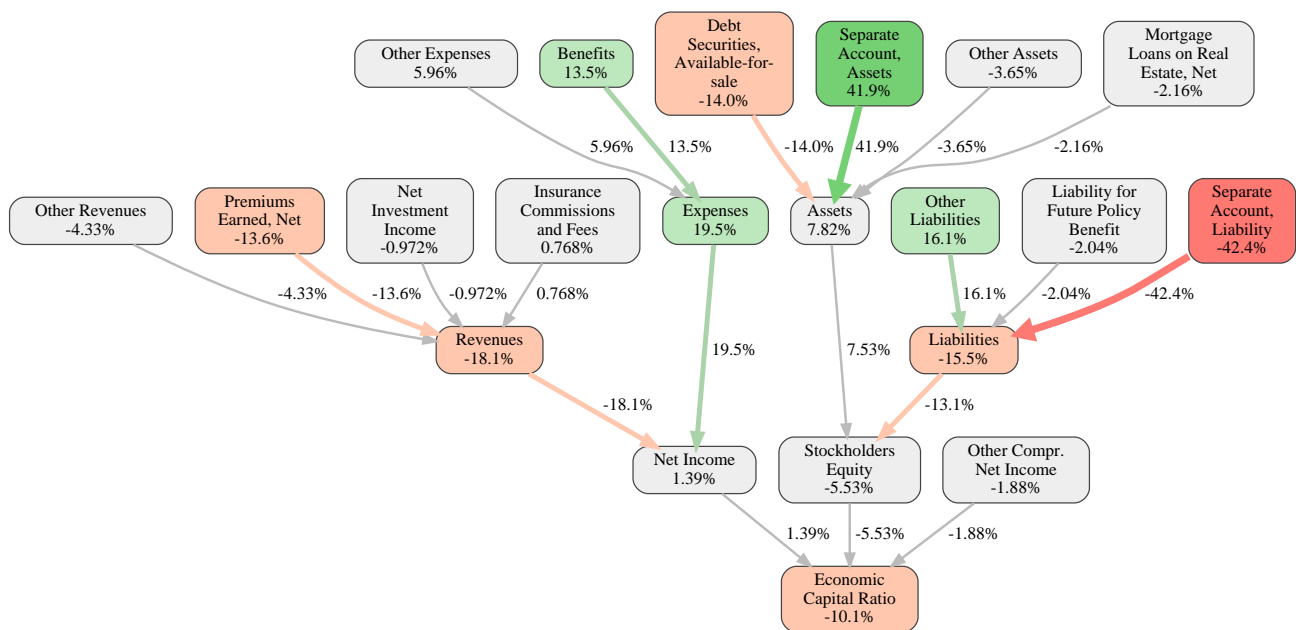 Other Expenses
5.96%
Benefits
13.5%
Debt
Securities,
Available-for-
sale
-14.0%
Separate
Account,
Assets
41.9%
Other Assets
-3.65%
Mortgage
Loans on Real
Estate, Net
-2.16%
5.96%
13.5%
-14.0%
41.9%
-3.65%
-2.16%
Other Revenues
-4.33%
Premiums
Earned, Net
-13.6%
Net
Investment
Income
-0.972%
Insurance
Commissions
and Fees
0.768%
Expenses
19.5%
Assets
7.82%
Other
Liabilities
16.1%
Liability for
Future Policy
Benefit
-2.04%
Separate
Account,
Liability
-42.4%
-4.33%
-13.6%
-0.972%
0.768%
16.1%
-2.04%
-42.4%
Revenues
-18.1%
19.5%
7.53%
Liabilities
-15.5%
-18.1%
-13.1%
Net Income
1.39%
Stockholders
Equity
-5.53%
Other Compr.
Net Income
-1.88%
1.39%
-5.53%
-1.88%
Economic
Capital Ratio
-10.1%